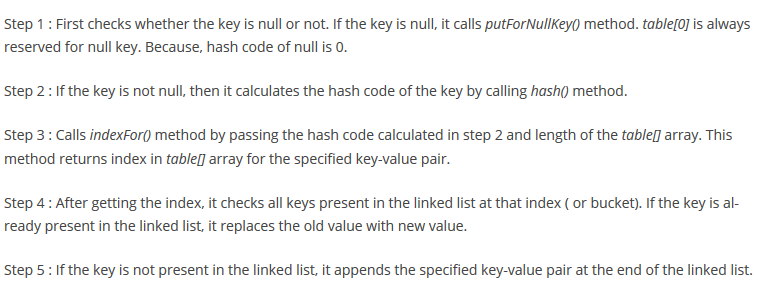 Step 1 : First checks whether the key is null or not. If the key is null, it calls putForNullKey() method. table[0] is always
reserved for null key. Because, hash code of null is 0.
Step 2 : If the key is not null, then it calculates the hash code of the key by calling hash() method.
Step 3 : Calls indexFor() method by passing the hash code calculated in step 2 and length of the table[] array. This
method returns index in table[] array for the specified key-value pair.
Step 4 : After getting the index, it checks all keys present in the linked list at that index ( or bucket). If the key is al-
ready present in the linked list, it replaces the old value with new value.
Step 5 : If the key is not present in the linked list, it appends the specified key-value pair at the end of the linked list.